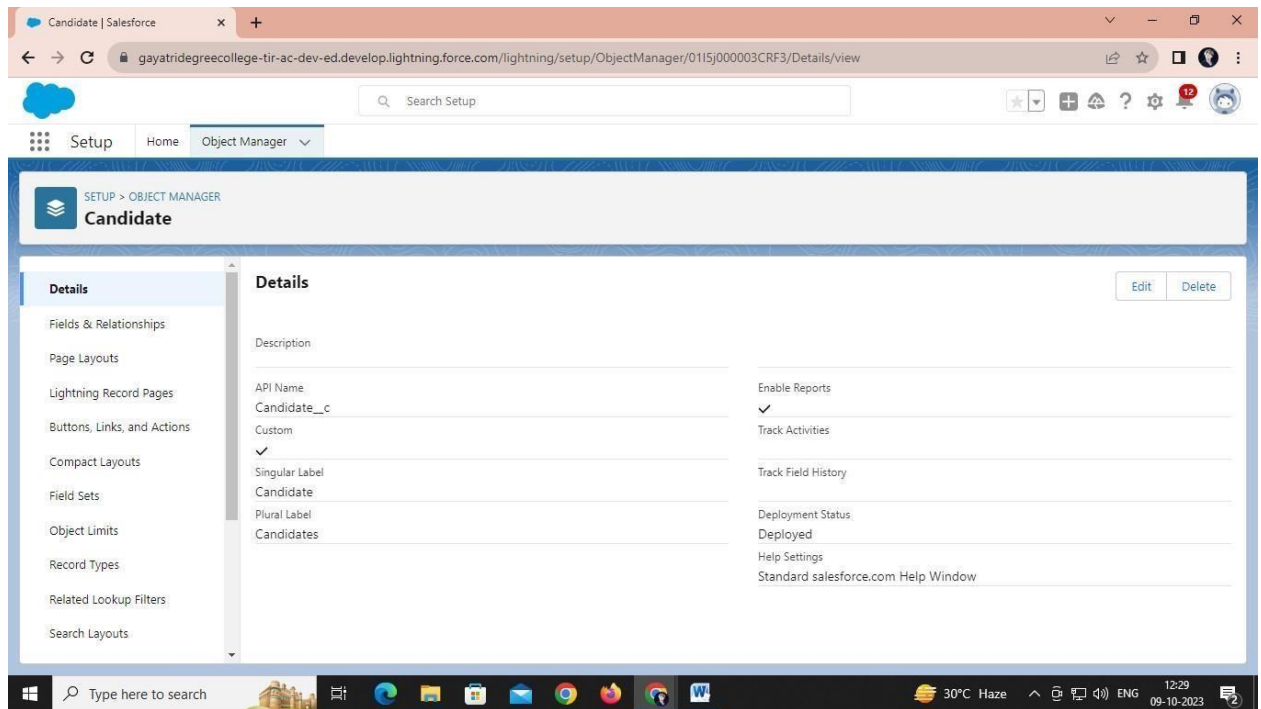 Candidate | Salesforce
gayatridegreecollege-tir-ac-dev-ed.develop.lightning.force.com/lightning/setup/ObjectManager/01I5j000003CRF3/Details/view
Search Setup
12
Setup
Home
Object Manager
SETUP > OBJECT MANAGER
Candidate
Details
Fields & Relationships
Page Layouts
Lightning Record Pages
Buttons, Links, and Actions
Compact Layouts
Field Sets
Object Limits
Record Types
Related Lookup Filters
Search Layouts
Details
Edit
Delete
Description
API Name
Candidate__c
Custom
Singular Label
Candidate
Plural Label
Candidates
Enable Reports
Track Activities
Track Field History
Deployment Status
Deployed
Help Settings
Standard salesforce.com Help Window
Type here to search
W
30°C Haze
ENG
12:29
09-10-2023
2